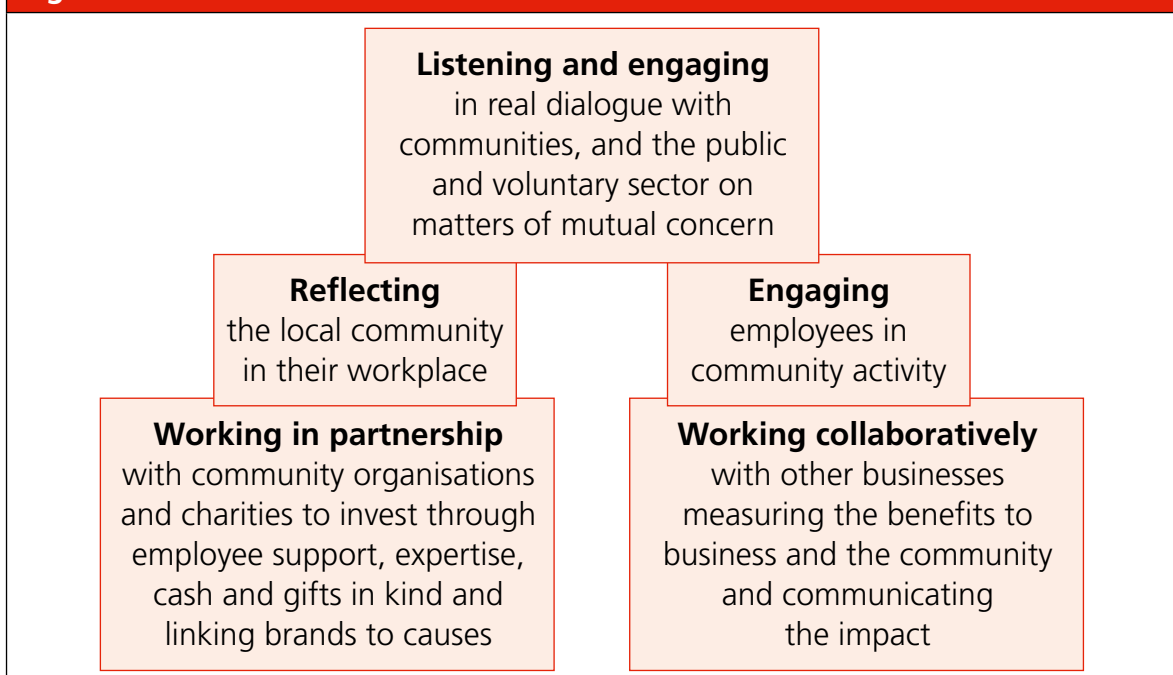 Listening and engaging
in real dialogue with
communities, and the public
and voluntary sector on
matters of mutual concern
Reflecting
the local community
in their workplace
Engaging
employees in
community activity
Working in partnership
with community organisations
and charities to invest through
employee support, expertise,
cash and gifts in kind and
linking brands to causes
Working collaboratively
with other businesses
measuring the benefits to
business and the community
and communicating
the impact